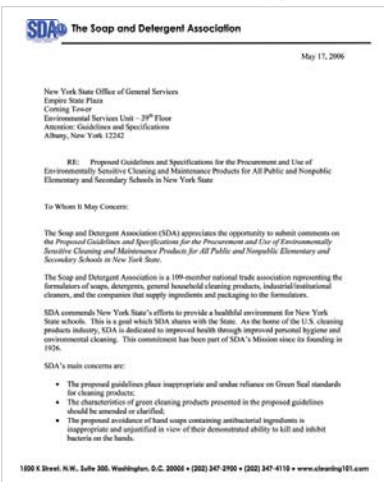 SDA The Soap and Detergent Association
May 17, 2006
New York State Office of General Services
Empire State Plaza
Corning Tower
Environmental Services Unit – 39th Floor
Attention: Guidelines and Specifications
Albany, New York 12242
RE: Proposed Guidelines and Specifications for the Procurement and Use of
Environmentally Sensitive Cleaning and Maintenance Products for All Public and Nonpublic
Elementary and Secondary Schools in New York State
To Whom It May Concern:
The Soap and Detergent Association (SDA) appreciates the opportunity to submit comments on
the Proposed Guidelines and Specifications for the Procurement and Use of Environmentally
Sensitive Cleaning and Maintenance Products for All Public and Nonpublic Elementary and
Secondary Schools in New York State.
The Soap and Detergent Association is a 109-member national trade association representing the
formulators of soaps, detergents, general household cleaning products, industrial/institutional
cleaners, and the companies that supply ingredients and packaging to the formulators.
SDA commends New York State's efforts to provide a healthful environment for New York
State schools. This is a goal which SDA shares with the State. As the home of the U.S. cleaning
products industry, SDA is dedicated to improved health through improved personal hygiene and
environmental cleaning. This commitment has been part of SDA's Mission since its founding in
1926.
SDA's main concerns are:
• The proposed guidelines place inappropriate and undue reliance on Green Seal standards
for cleaning products;
• The characteristics of green cleaning products presented in the proposed guidelines
should be amended or clarified;
• The proposed avoidance of hand soaps containing antibacterial ingredients is
inappropriate and unjustified in view of their demonstrated ability to kill and inhibit
bacteria on the hands.
1500 K Street, N.W., Suite 300, Washington, D.C. 20005 • (202) 347-2900 • (202) 347-4110 • www.cleaning101.com